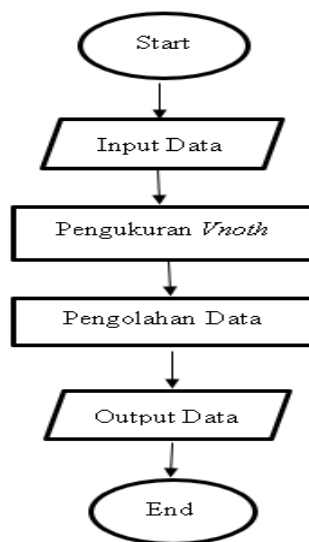 Start
Input Data
Pengukuran Vnoth
Pengolahan Data
Output Data
End